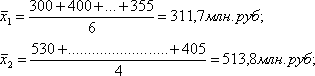 x̄₁ = (300 + 400 + ... + 355) / 6 = 311,7 млн. руб;
x̄₂ = (530 + ........................... + 405) / 4 = 513,8 млн. руб;